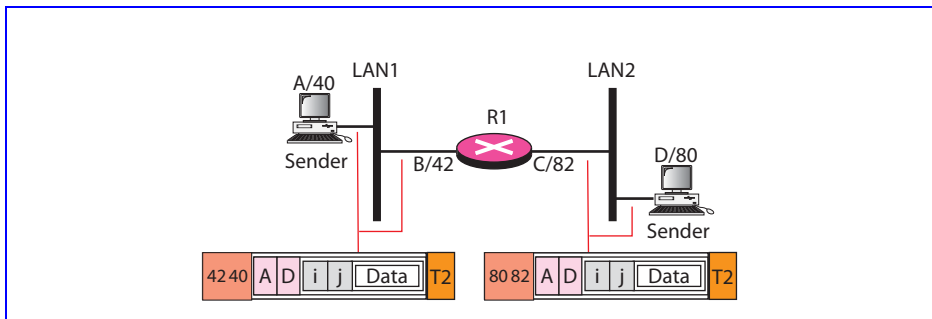 LAN1
LAN2
A/40
R1
Sender
B/42
C/82
D/80
Sender
42 40 A D i j Data T2
80 82 A D i j Data T2